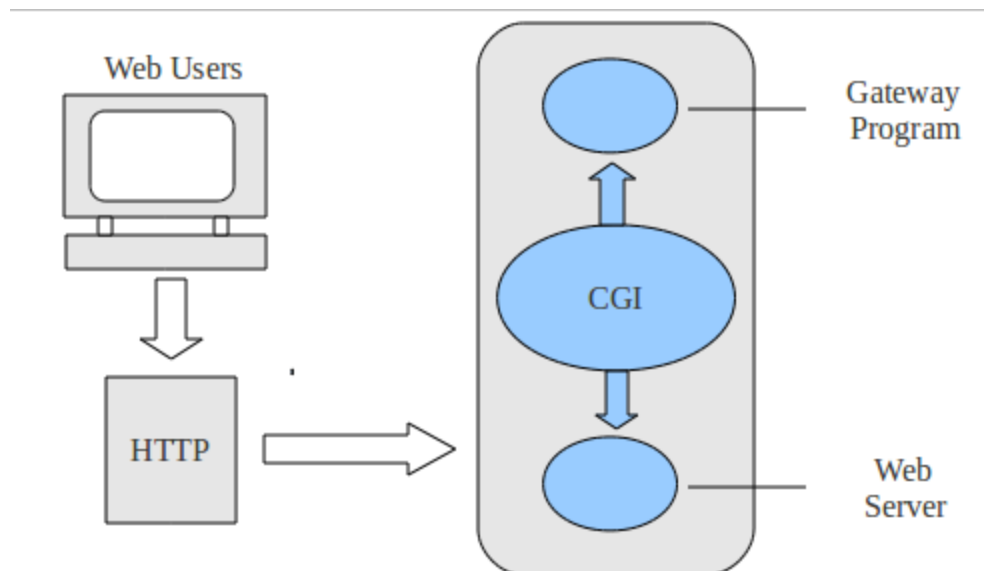 Web Users
Gateway
Program
CGI
HTTP
Web
Server